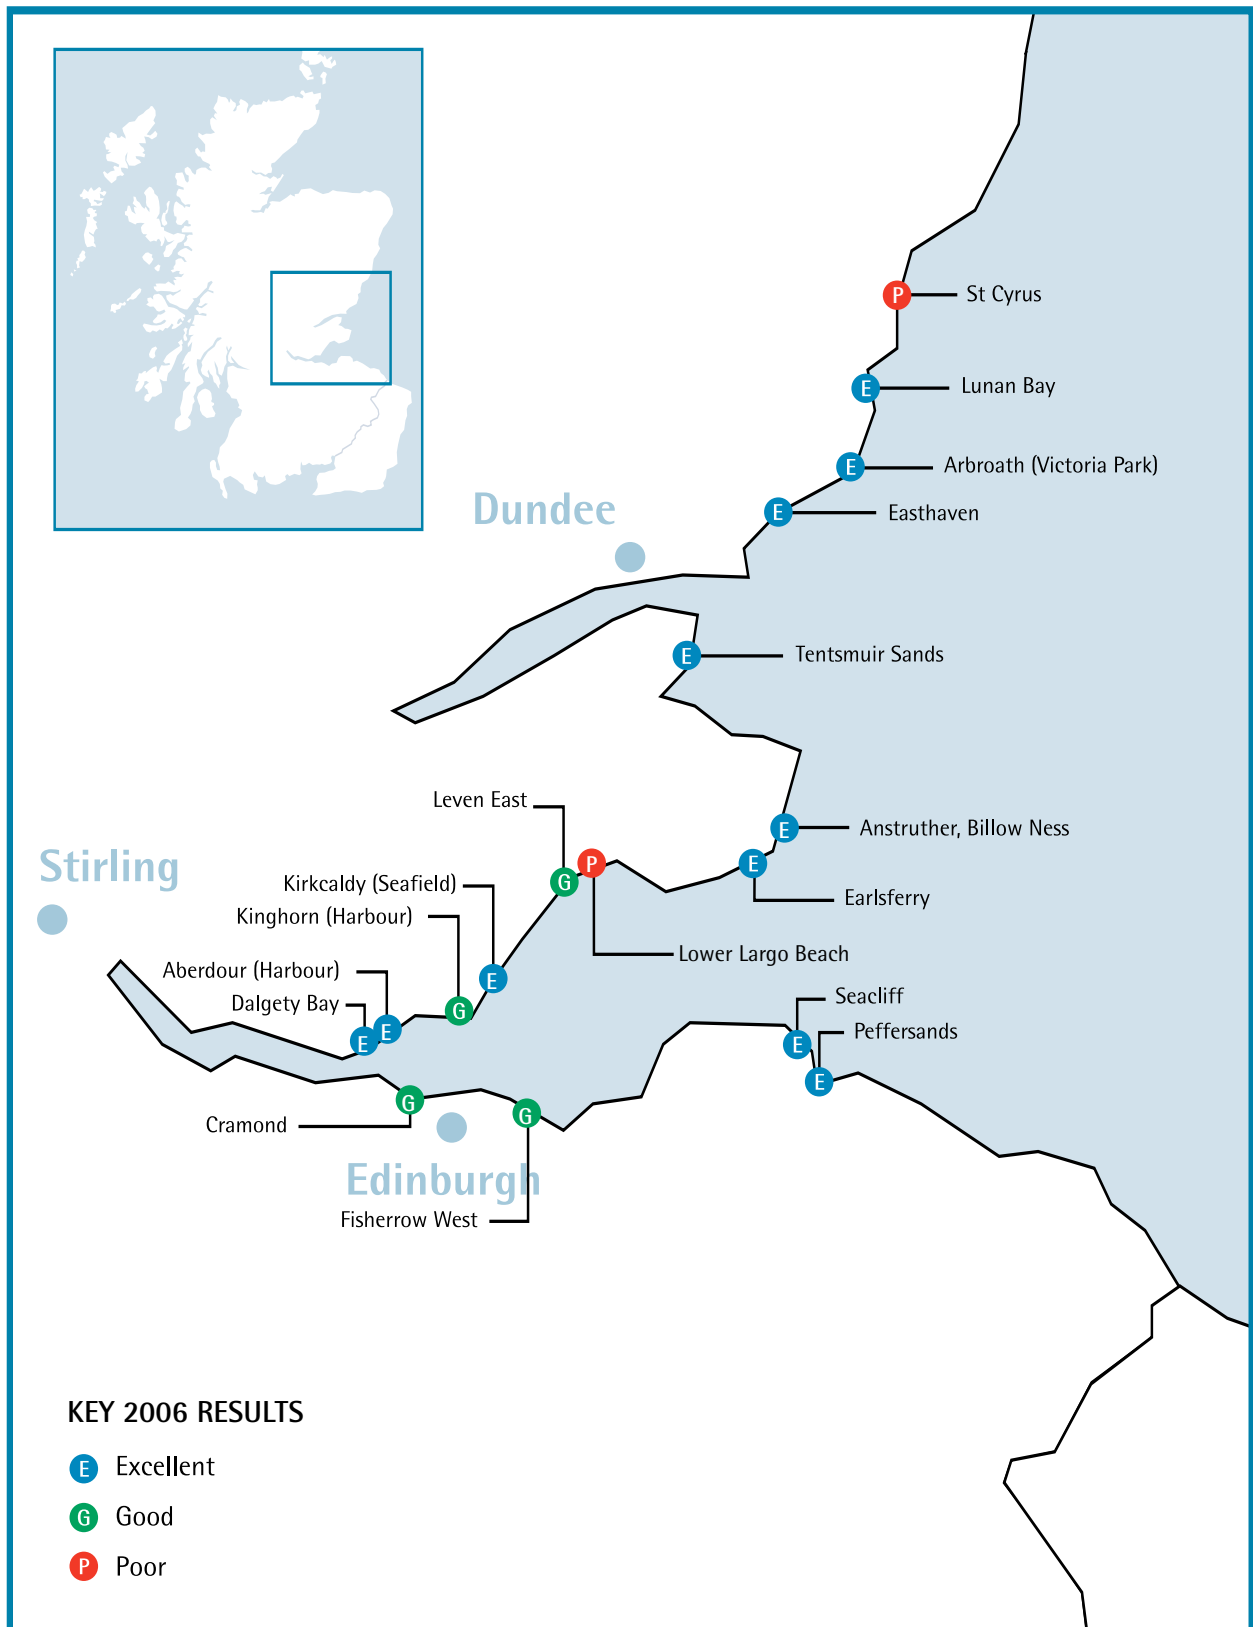 P St Cyrus
E Lunan Bay
E Arbroath (Victoria Park)
Dundee
E Easthaven
E Tentsmuir Sands
Leven East
E Anstruther, Billow Ness
Stirling
P
E
G
Kirkcaldy (Seafield)
Earlsferry
Kinghorn (Harbour)
Lower Largo Beach
Aberdour (Harbour)
E
Seacliff
Dalgety Bay
G
E
E
Peffersands
E
E
G
G
Cramond
Edinburgh
Fisherrow West
KEY 2006 RESULTS
E Excellent
G Good
P Poor